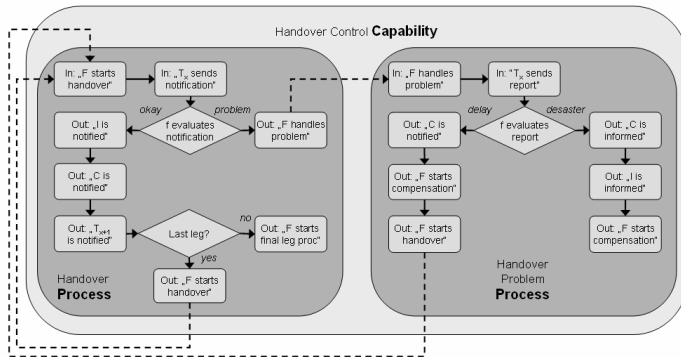 Handover Control Capability
In: „F starts
handover“
In: „Tx sends
notification“
okay
problem
Out: „I is
notified“
f evaluates
notification
Out: „F handles
problem“
Out: „C is
notified“
Out: „Tx+1
is notified“
Last leg?
no
Out: „F starts
final leg proc“
yes
Out: „F starts
handover“
Handover
Process
In: „F handles
problem“
In: “Tx sends
report“
delay
desaster
Out: „C is
notified“
f evaluates
report
Out: „C is
informed“
Out: „F starts
compensation“
Out: „I is
informed“
Out: „F starts
handover“
Out: „F starts
compensation“
Handover
Problem
Process